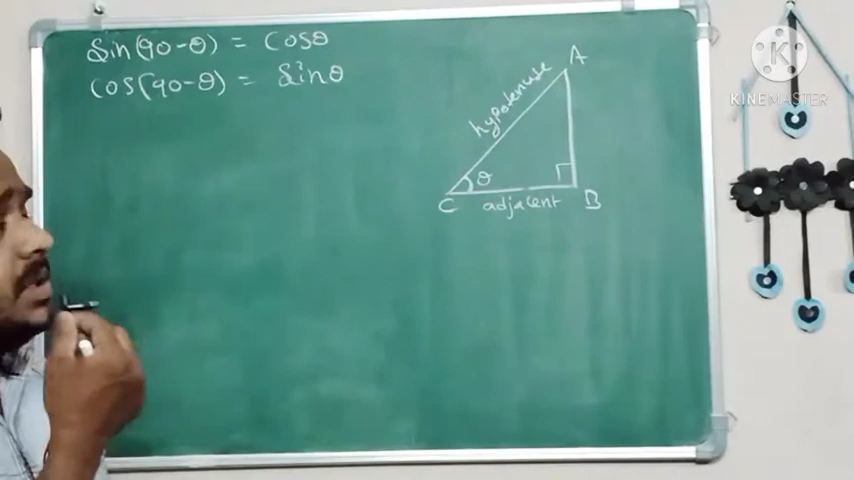 Sin(90-θ) = cosθ
cos(90-θ) = Sinθ
A
hypotenuse
θ
C
adjacent
B
K
KINEMASTER